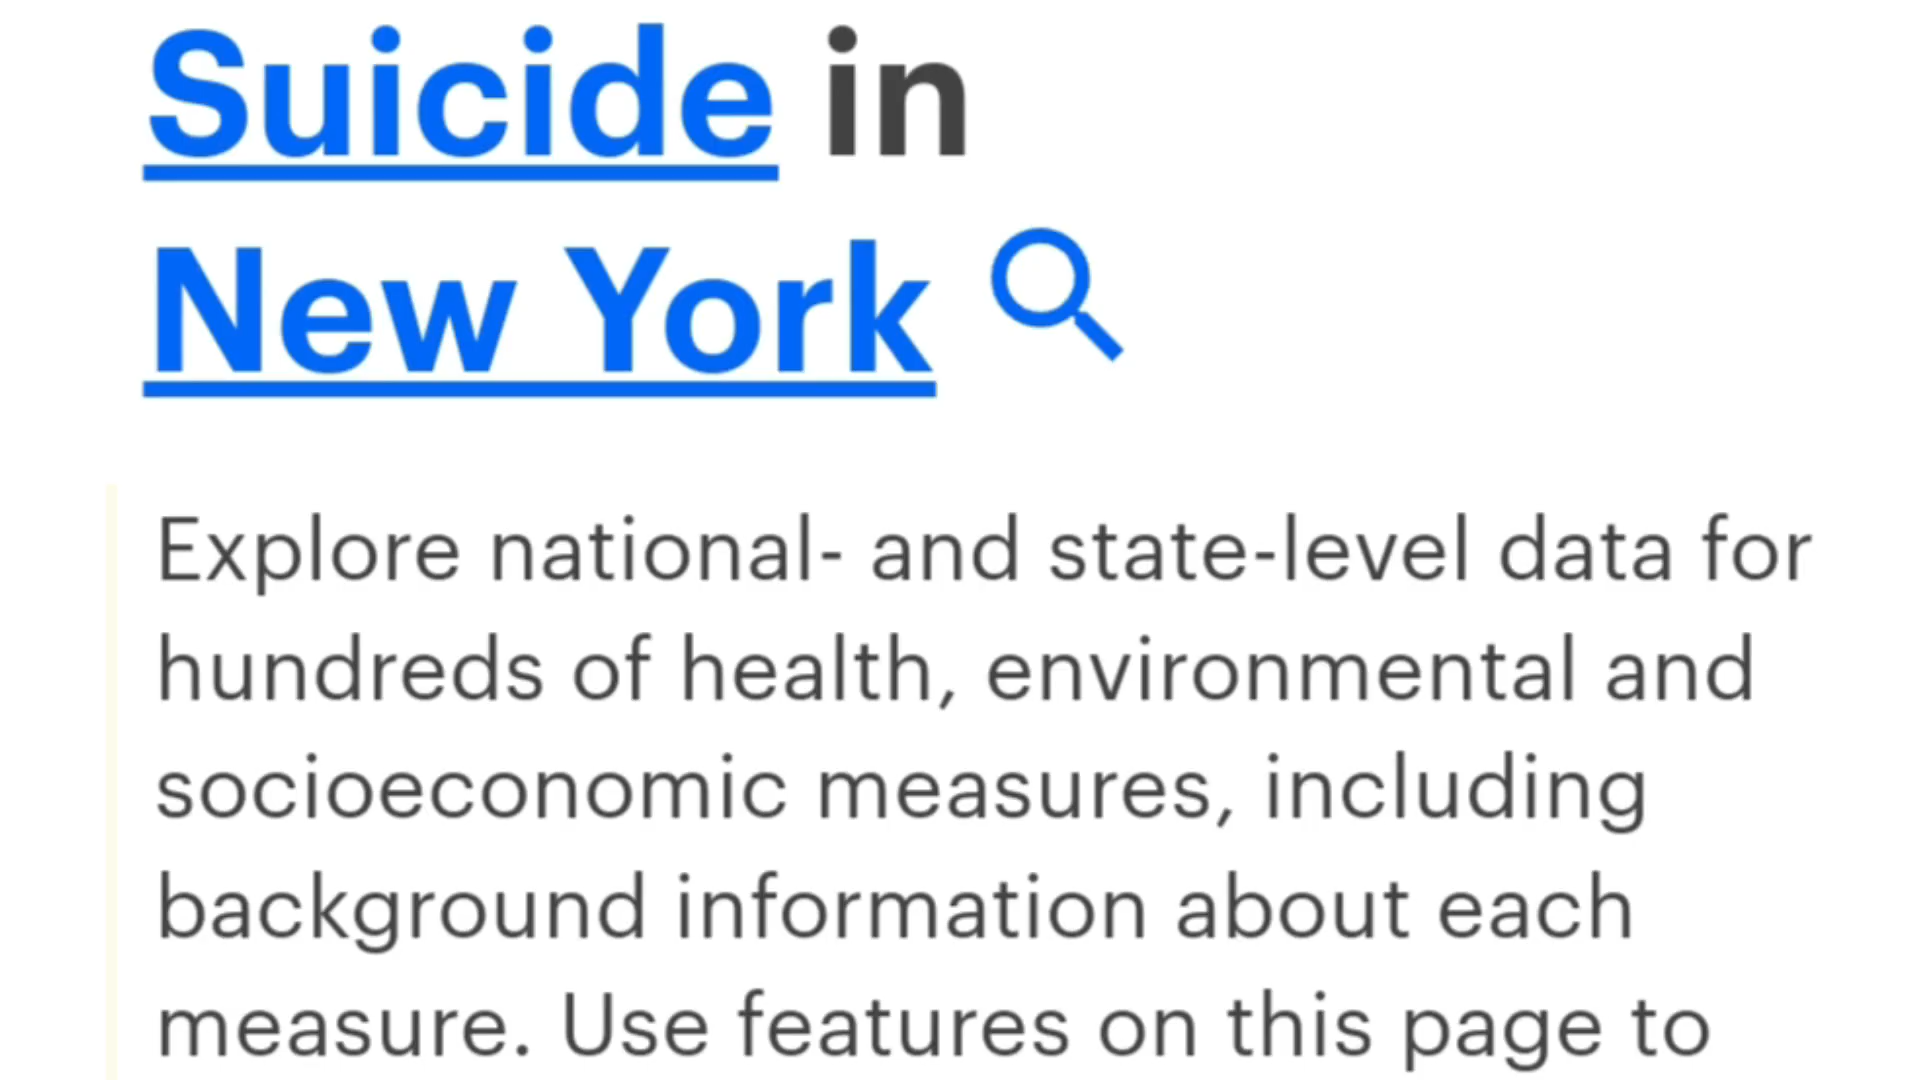 Suicide in
New York
Explore national- and state-level data for
hundreds of health, environmental and
socioeconomic measures, including
background information about each
measure. Use features on this page to